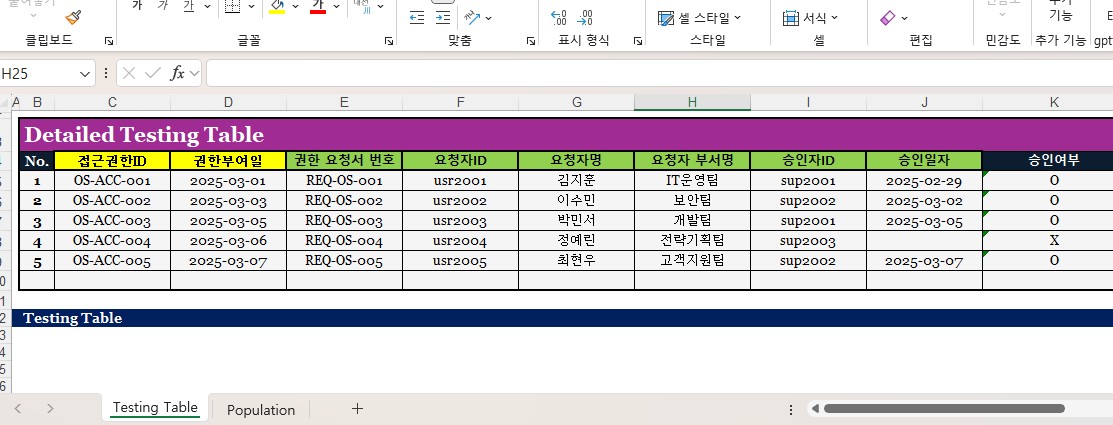 가 가 가
클립보드 글꼴 맞춤 표시 형식 셀 스타일 서식 편집 민감도 기능
스타일 셀 추가 기능
H25 fx
A B C D E F G H I J K
Detailed Testing Table
No. 접근권한ID 권한부여일 권한 요청서 번호 요청자ID 요청자명 요청자 부서명 승인자ID 승인일자 승인여부
1 OS-ACC-001 2025-03-01 REQ-OS-001 usr2001 김지훈 IT운영팀 sup2001 2025-02-29 O
2 OS-ACC-002 2025-03-03 REQ-OS-002 usr2002 이수민 보안팀 sup2002 2025-03-02 O
3 OS-ACC-003 2025-03-05 REQ-OS-003 usr2003 박민서 개발팀 sup2001 2025-03-05 O
4 OS-ACC-004 2025-03-06 REQ-OS-004 usr2004 정예린 전략기획팀 sup2003 X
5 OS-ACC-005 2025-03-07 REQ-OS-005 usr2005 최현우 고객지원팀 sup2002 2025-03-07 O
Testing Table
Testing Table Population